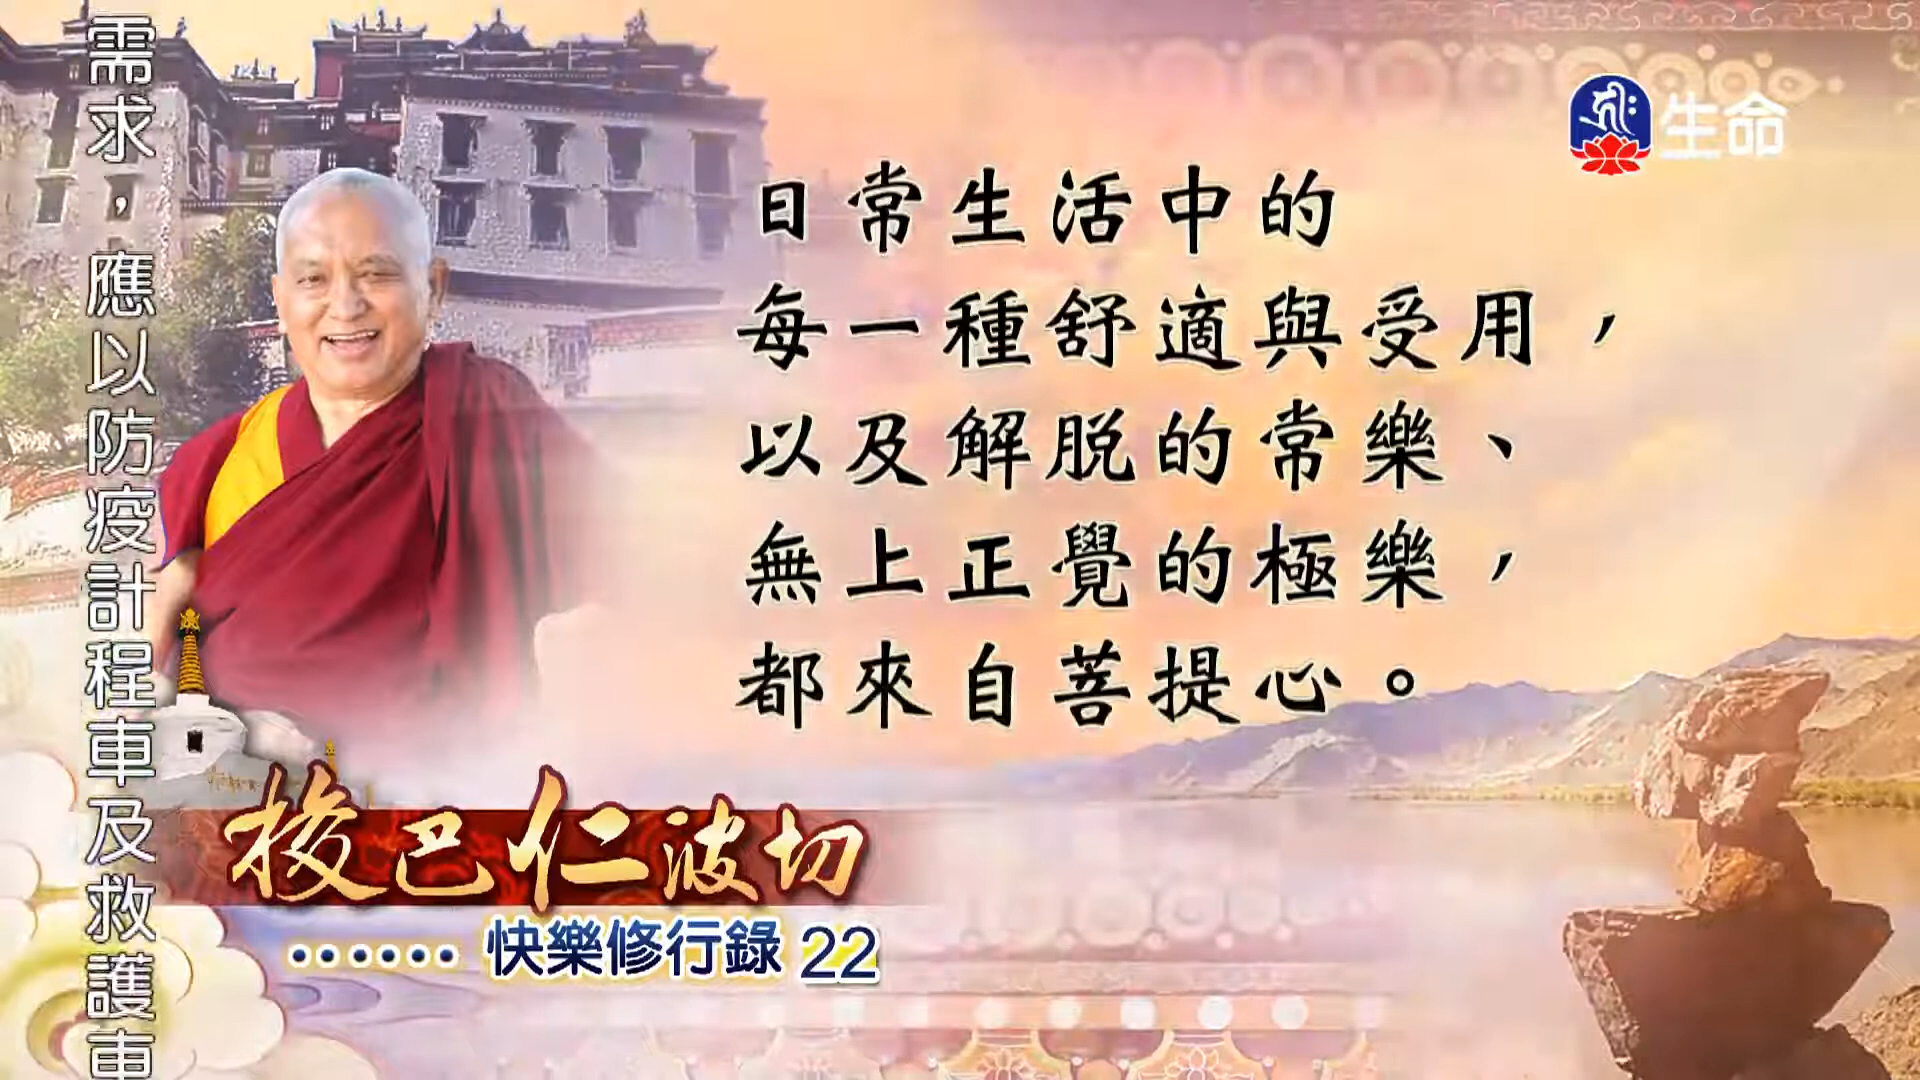 需求，應以防疫計程車及救護車
生命
日常生活中的
每一種舒適與受用，
以及解脫的常樂、
無上正覺的極樂，
都來自菩提心。
梭巴仁波切
······ 快樂修行錄 22